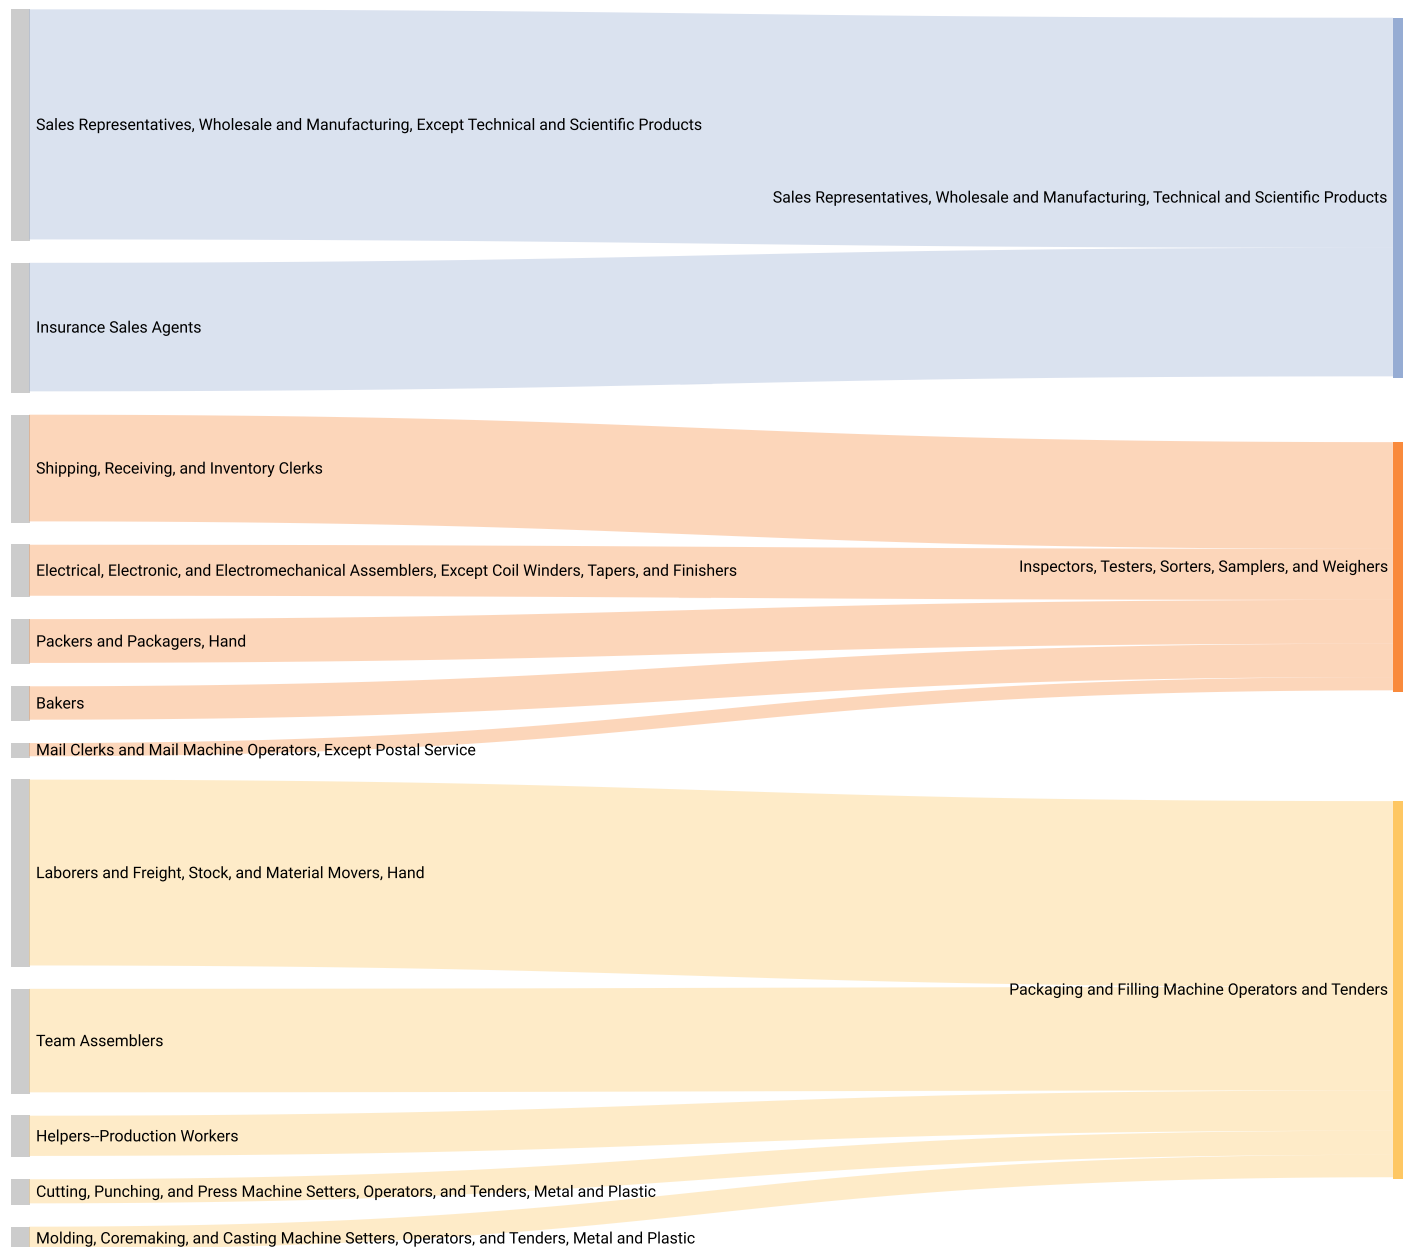 Sales Representatives, Wholesale and Manufacturing, Except Technical and Scientific Products
Sales Representatives, Wholesale and Manufacturing, Technical and Scientific Products
Insurance Sales Agents
Shipping, Receiving, and Inventory Clerks
Inspectors, Testers, Sorters, Samplers, and Weighers
Electrical, Electronic, and Electromechanical Assemblers, Except Coil Winders, Tapers, and Finishers
Packers and Packagers, Hand
Bakers
Mail Clerks and Mail Machine Operators, Except Postal Service
Laborers and Freight, Stock, and Material Movers, Hand
Packaging and Filling Machine Operators and Tenders
Team Assemblers
Helpers--Production Workers
Cutting, Punching, and Press Machine Setters, Operators, and Tenders, Metal and Plastic
Molding, Coremaking, and Casting Machine Setters, Operators, and Tenders, Metal and Plastic